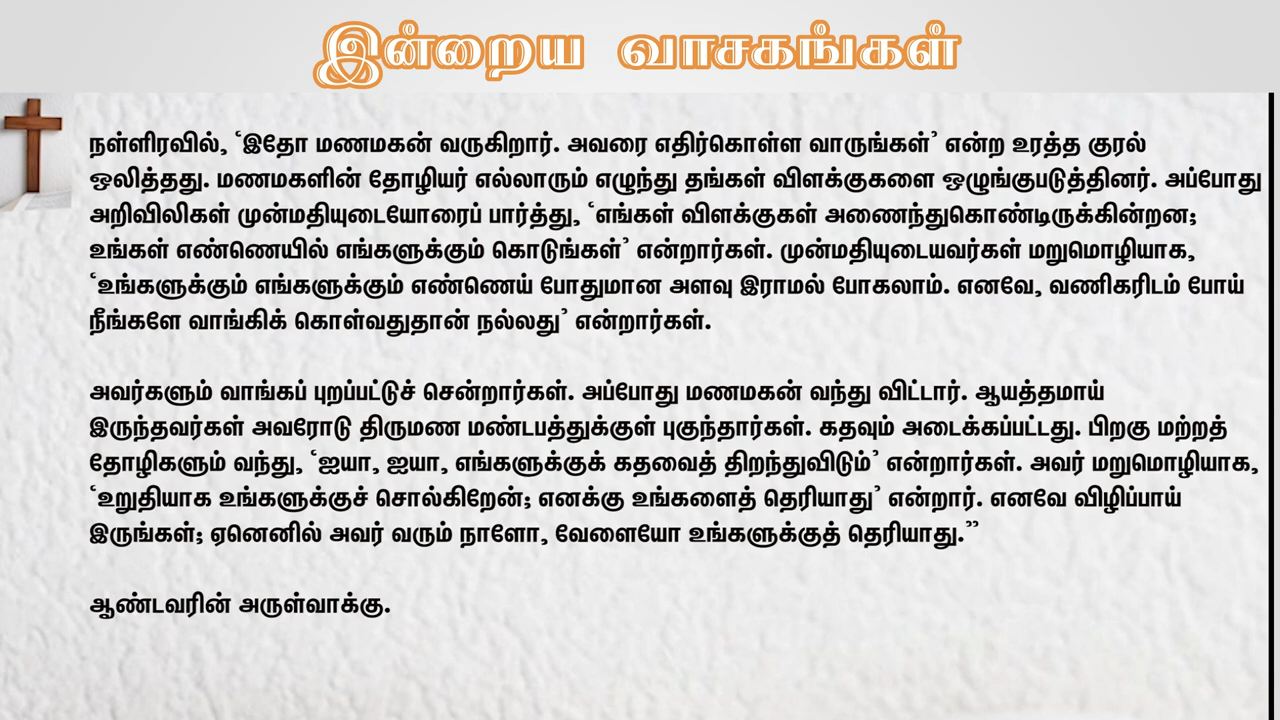 இன்றைய வாசகங்கள்
நள்ளிரவில், ‘இதோ மணமகன் வருகிறார். அவரை எதிர்கொள்ள வாருங்கள்’ என்ற உரத்த குரல்
ஒலித்தது. மணமகளின் தோழியர் எல்லாரும் எழுந்து தங்கள் விளக்குகளை ஒழுங்குபடுத்தினர். அப்போது
அறிவிலிகள் முன்மதியுடையோரைப் பார்த்து, ‘எங்கள் விளக்குகள் அணைந்துகொண்டிருக்கின்றன;
உங்கள் எண்ணெயில் எங்களுக்கும் கொடுங்கள்’ என்றார்கள். முன்மதியுடையவர்கள் மறுமொழியாக,
‘உங்களுக்கும் எங்களுக்கும் எண்ணெய் போதுமான அளவு இராமல் போகலாம். எனவே, வணிகரிடம் போய்
நீங்களே வாங்கிக் கொள்வதுதான் நல்லது’ என்றார்கள்.
அவர்களும் வாங்கப் புறப்பட்டுச் சென்றார்கள். அப்போது மணமகன் வந்து விட்டார். ஆயத்தமாய்
இருந்தவர்கள் அவரோடு திருமண மண்டபத்துக்குள் புகுந்தார்கள். கதவும் அடைக்கப்பட்டது. பிறகு மற்றத்
தோழிகளும் வந்து, ‘ஐயா, ஐயா, எங்களுக்குக் கதவைத் திறந்துவிடும்’ என்றார்கள். அவர் மறுமொழியாக,
‘உறுதியாக உங்களுக்குச் சொல்கிறேன்; எனக்கு உங்களைத் தெரியாது’ என்றார். எனவே விழிப்பாய்
இருங்கள்; ஏனெனில் அவர் வரும் நாளோ, வேளையோ உங்களுக்குத் தெரியாது.”
ஆண்டவரின் அருள்வாக்கு.